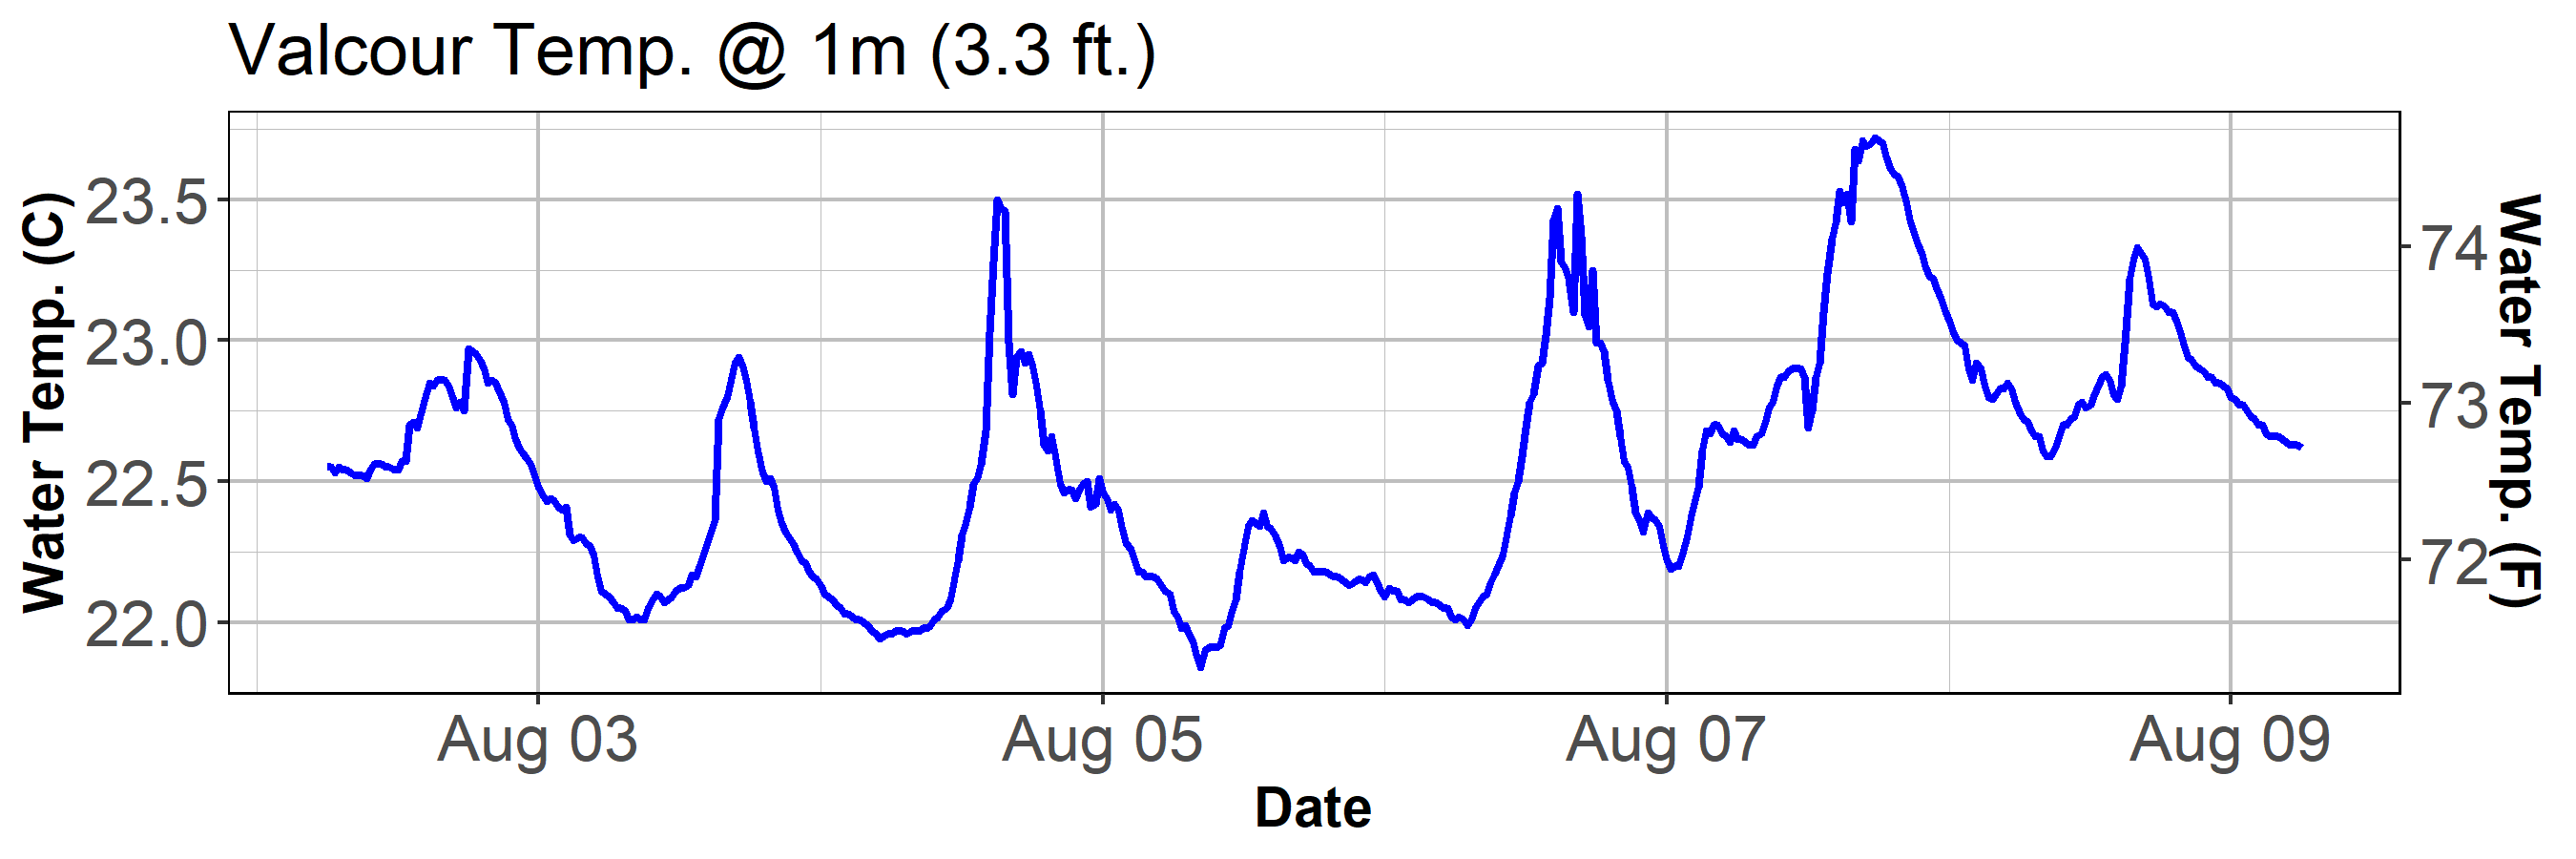 Valcour Temp. @ 1m (3.3 ft.)
Water Temp. (C)
23.5
23.0
22.5
22.0
74
73
72
Water Temp. (F)
Aug 03 Aug 05 Aug 07 Aug 09
Date